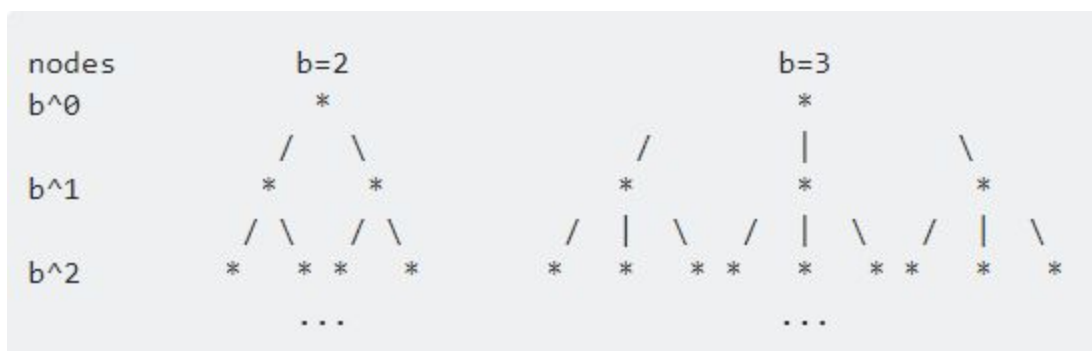 nodes          b=2                        b=3
b^0             *                          *
              /   \               /        |        \
b^1          *     *             *         *         *
            / \   / \         /  |  \   /  |  \   /  |  \
b^2        *   * *   *       *   *   * *   *   * *   *   *
               ...                        ...